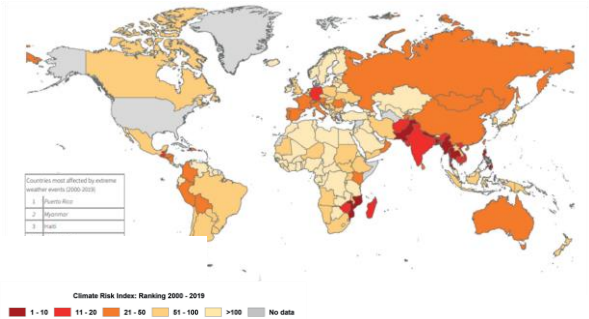 Countries most affected by extreme
weather events (2000-2019)
1 Puerto Rico
2 Myanmar
3 Haiti
Climate Risk Index: Ranking 2000 - 2019
1 - 10 11 - 20 21 - 50 51 - 100 >100 No data